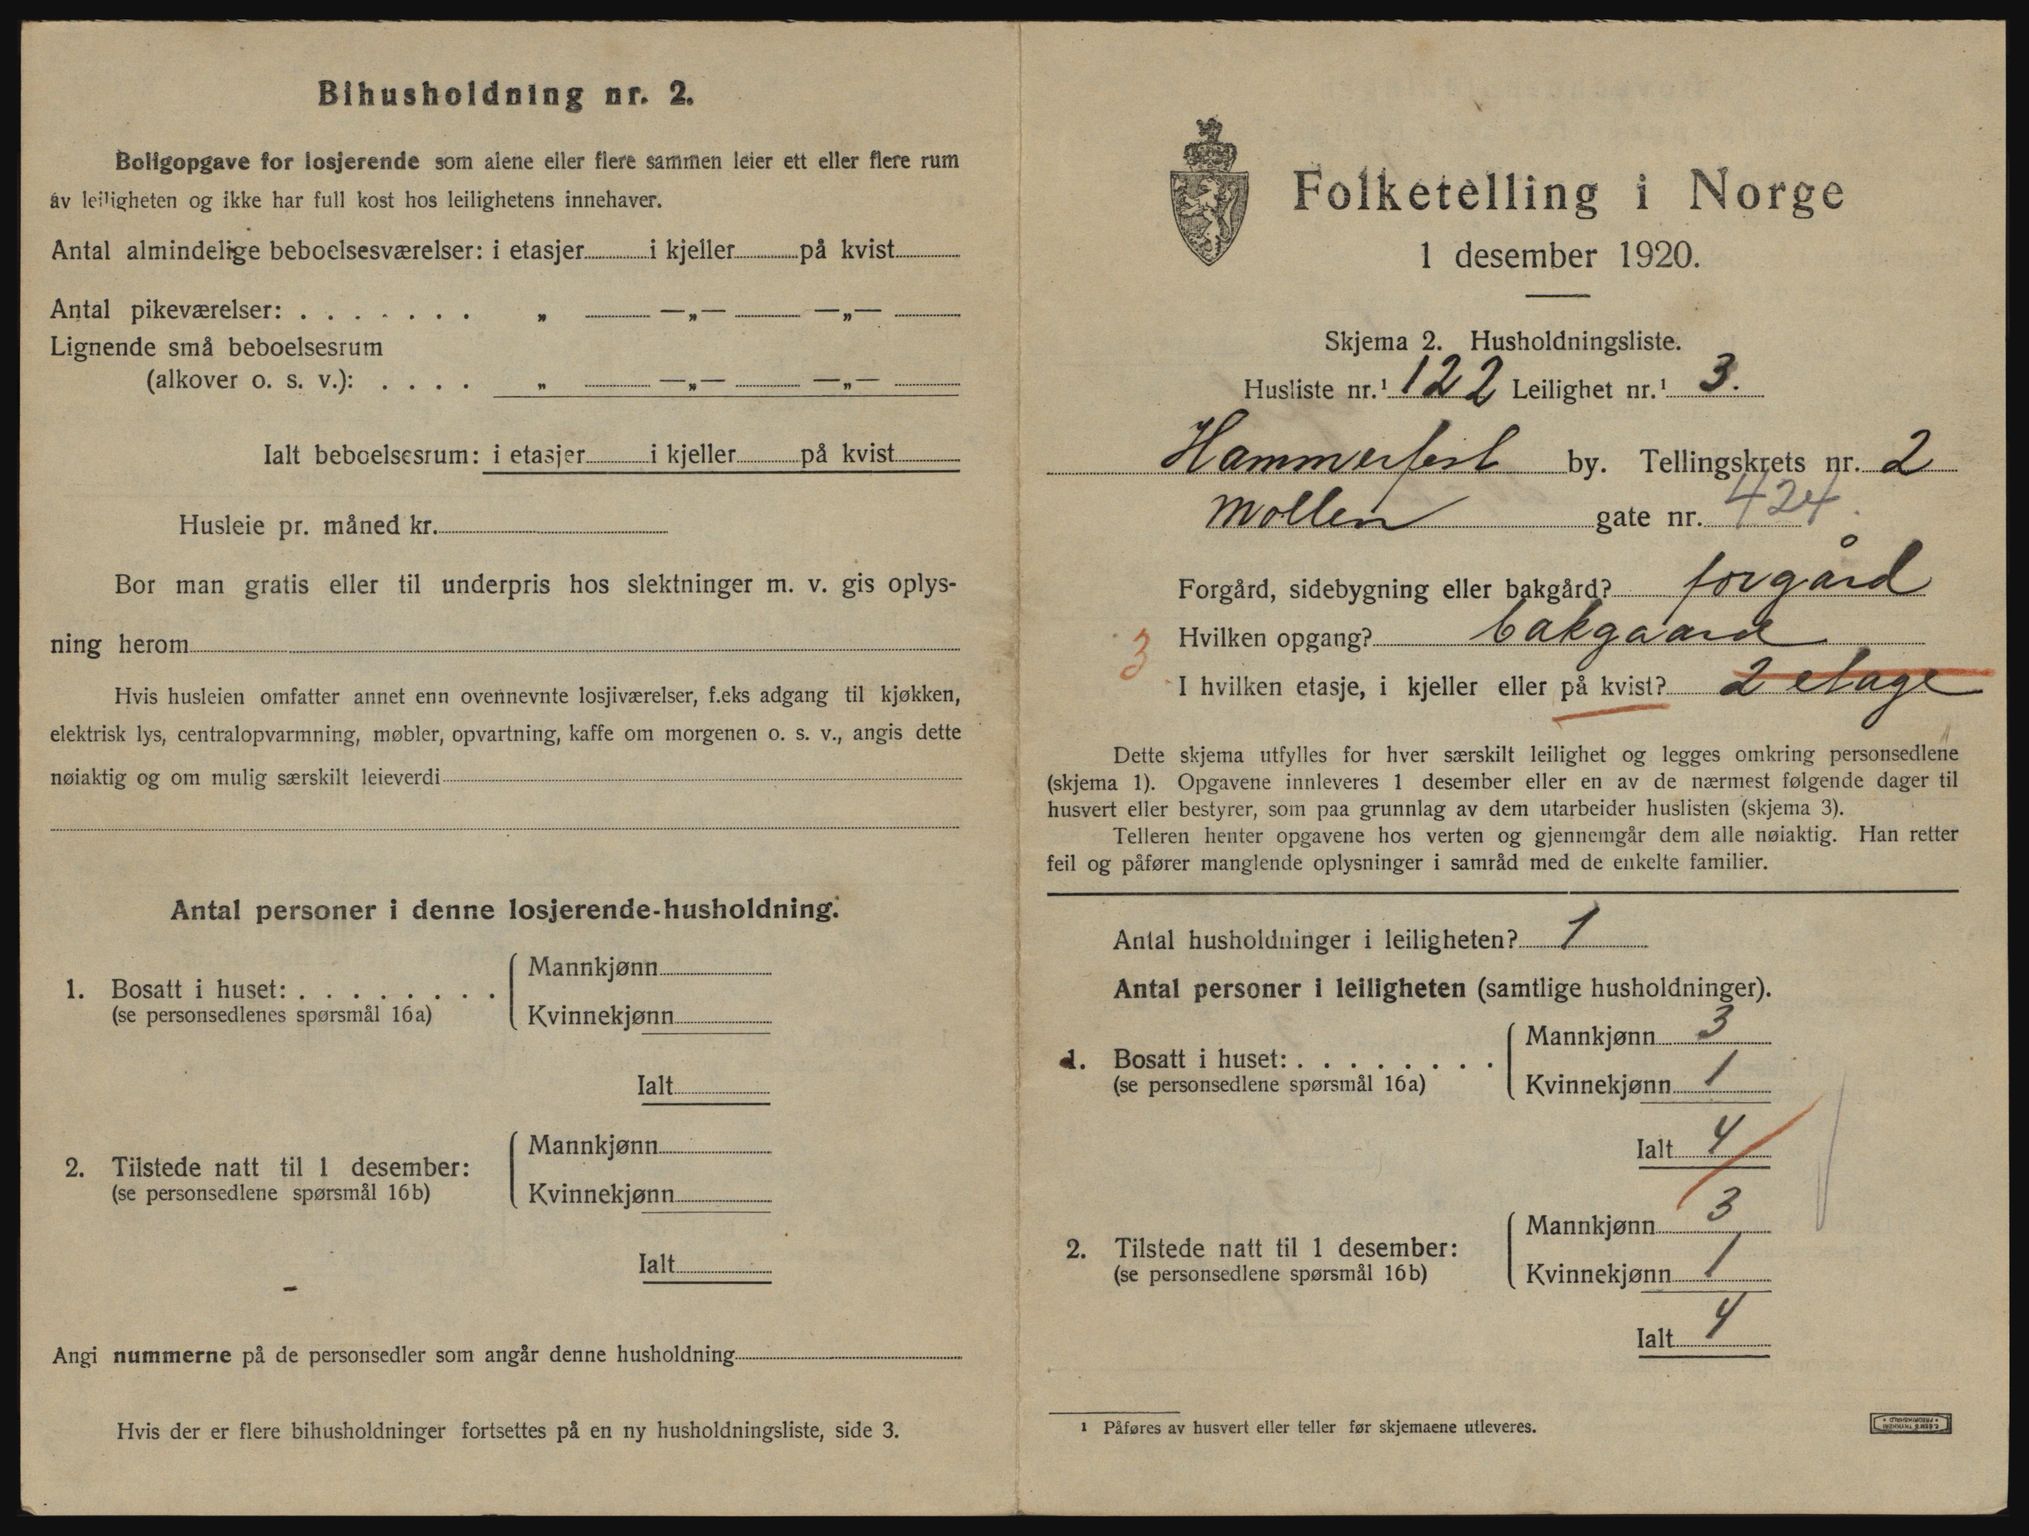 Bihusholdning nr. 2.
Boligopgave for losjerende som alene eller flere sammen leier ett eller flere rum
av leiligheten og ikke har full kost hos leilighetens innehaver.
Antal almindelige beboelsesværelser: i etasjer i kjeller på kvist
Antal pikeværelser: . . . . . . . „ —„— —„—
Lignende små beboelsesrum
(alkover o. s. v.): . . . . „ —„— —„—
Ialt beboelsesrum: i etasjer i kjeller på kvist
Husleie pr. måned kr.
Bor man gratis eller til underpris hos slektninger m. v. gis oplys-
ning herom
Hvis husleien omfatter annet enn ovennevnte losjiværelser, f.eks adgang til kjøkken,
elektrisk lys, centralopvarmning, møbler, opvartning, kaffe om morgenen o. s. v., angis dette
nøiaktig og om mulig særskilt leieverdi
Antal personer i denne losjerende-husholdning.
Mannkjønn
1. Bosatt i huset: . . . . . . . .
(se personsedlenes spørsmål 16a)
Kvinnekjønn
Ialt
Mannkjønn
2. Tilstede natt til 1 desember:
(se personsedlene spørsmål 16b)
Kvinnekjønn
Ialt
Angi nummerne på de personsedler som angår denne husholdning
Hvis der er flere bihusholdninger fortsettes på en ny husholdningsliste, side 3.
Folketelling i Norge
1 desember 1920.
Skjema 2. Husholdningsliste.
Husliste nr.¹ 122 Leilighet nr.¹ 3.
Hammerfest by. Tellingskrets nr. 2
Mollen gate nr. 424.
Forgård, sidebygning eller bakgård? forgård
Hvilken opgang? bakgaard
3
I hvilken etasje, i kjeller eller på kvist? 2 etage
Dette skjema utfylles for hver særskilt leilighet og legges omkring personsedlene
(skjema 1). Opgavene innleveres 1 desember eller en av de nærmest følgende dager til
husvert eller bestyrer, som paa grunnlag av dem utarbeider huslisten (skjema 3).
Telleren henter opgavene hos verten og gjennemgår dem alle nøiaktig. Han retter
feil og påfører manglende oplysninger i samråd med de enkelte familier.
Antal husholdninger i leiligheten? 1
Antal personer i leiligheten (samtlige husholdninger).
Mannkjønn 3
1. Bosatt i huset: . . . . . . . .
(se personsedlene spørsmål 16a)
Kvinnekjønn 1
Ialt 4
Mannkjønn 3
2. Tilstede natt til 1 desember:
(se personsedlene spørsmål 16b)
Kvinnekjønn 1
Ialt 4
¹ Påføres av husvert eller teller før skjemaene utleveres.